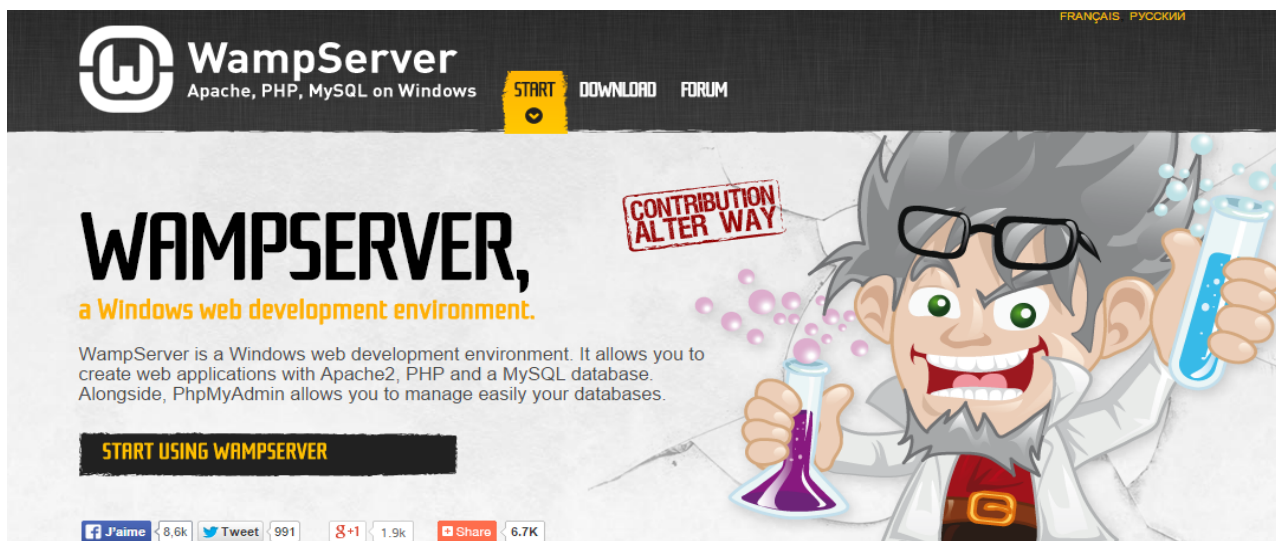 FRANÇAIS РУССКИЙ
WampServer
Apache, PHP, MySQL on Windows
START
DOWNLOAD
FORUM
CONTRIBUTION
ALTER WAY
WAMPSERVER,
a Windows web development environment.
WampServer is a Windows web development environment. It allows you to
create web applications with Apache2, PHP and a MySQL database.
Alongside, PhpMyAdmin allows you to manage easily your databases.
START USING WAMPSERVER
J'aime 8,6k Tweet 991 g+1 1.9k Share 6.7K